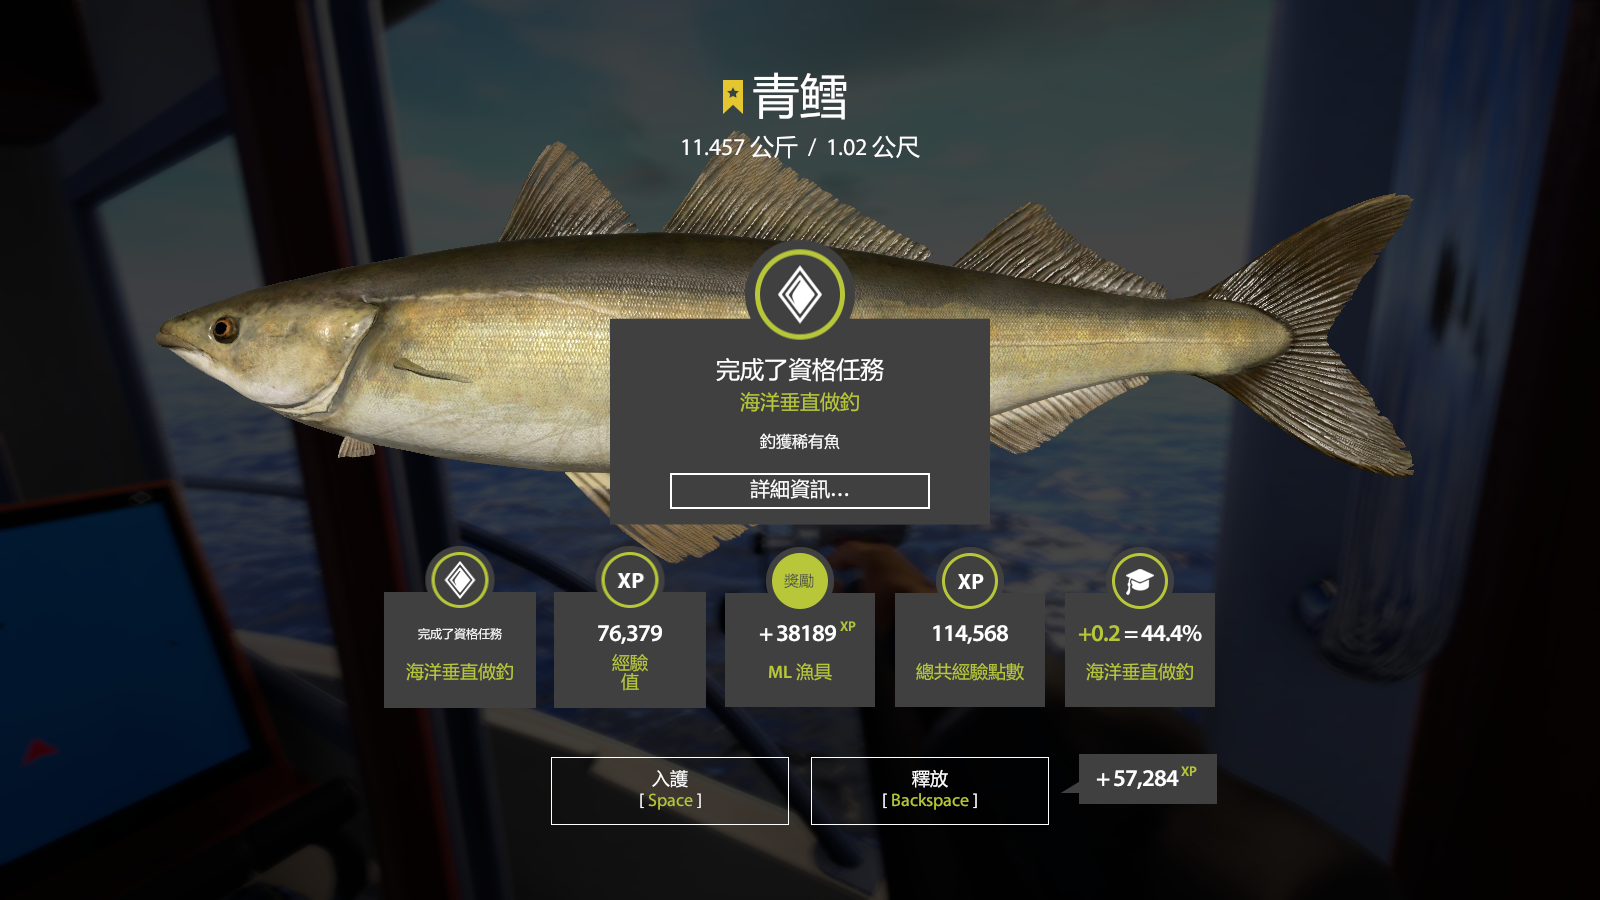 青鳕
11.457 公斤 / 1.02 公尺
完成了資格任務
海洋垂直做釣
釣獲稀有魚
詳細資訊...
完成了資格任務
海洋垂直做釣
XP
76,379
經驗
值
獎勵
+38189 XP
ML 漁具
XP
114,568
總共經驗點數
+0.2 = 44.4%
海洋垂直做釣
入護
[ Space ]
釋放
[ Backspace ]
+57,284 XP